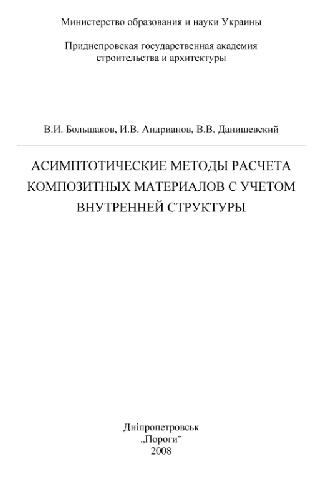 Министерство образования и науки Украины
Приднепровская государственная академия
строительства и архитектуры
В.И. Большаков, И.В. Андрианов, В.В. Данишевский
АСИМПТОТИЧЕСКИЕ МЕТОДЫ РАСЧЕТА
КОМПОЗИТНЫХ МАТЕРИАЛОВ С УЧЕТОМ
ВНУТРЕННЕЙ СТРУКТУРЫ
Дніпропетровськ
„Пороги"
2008